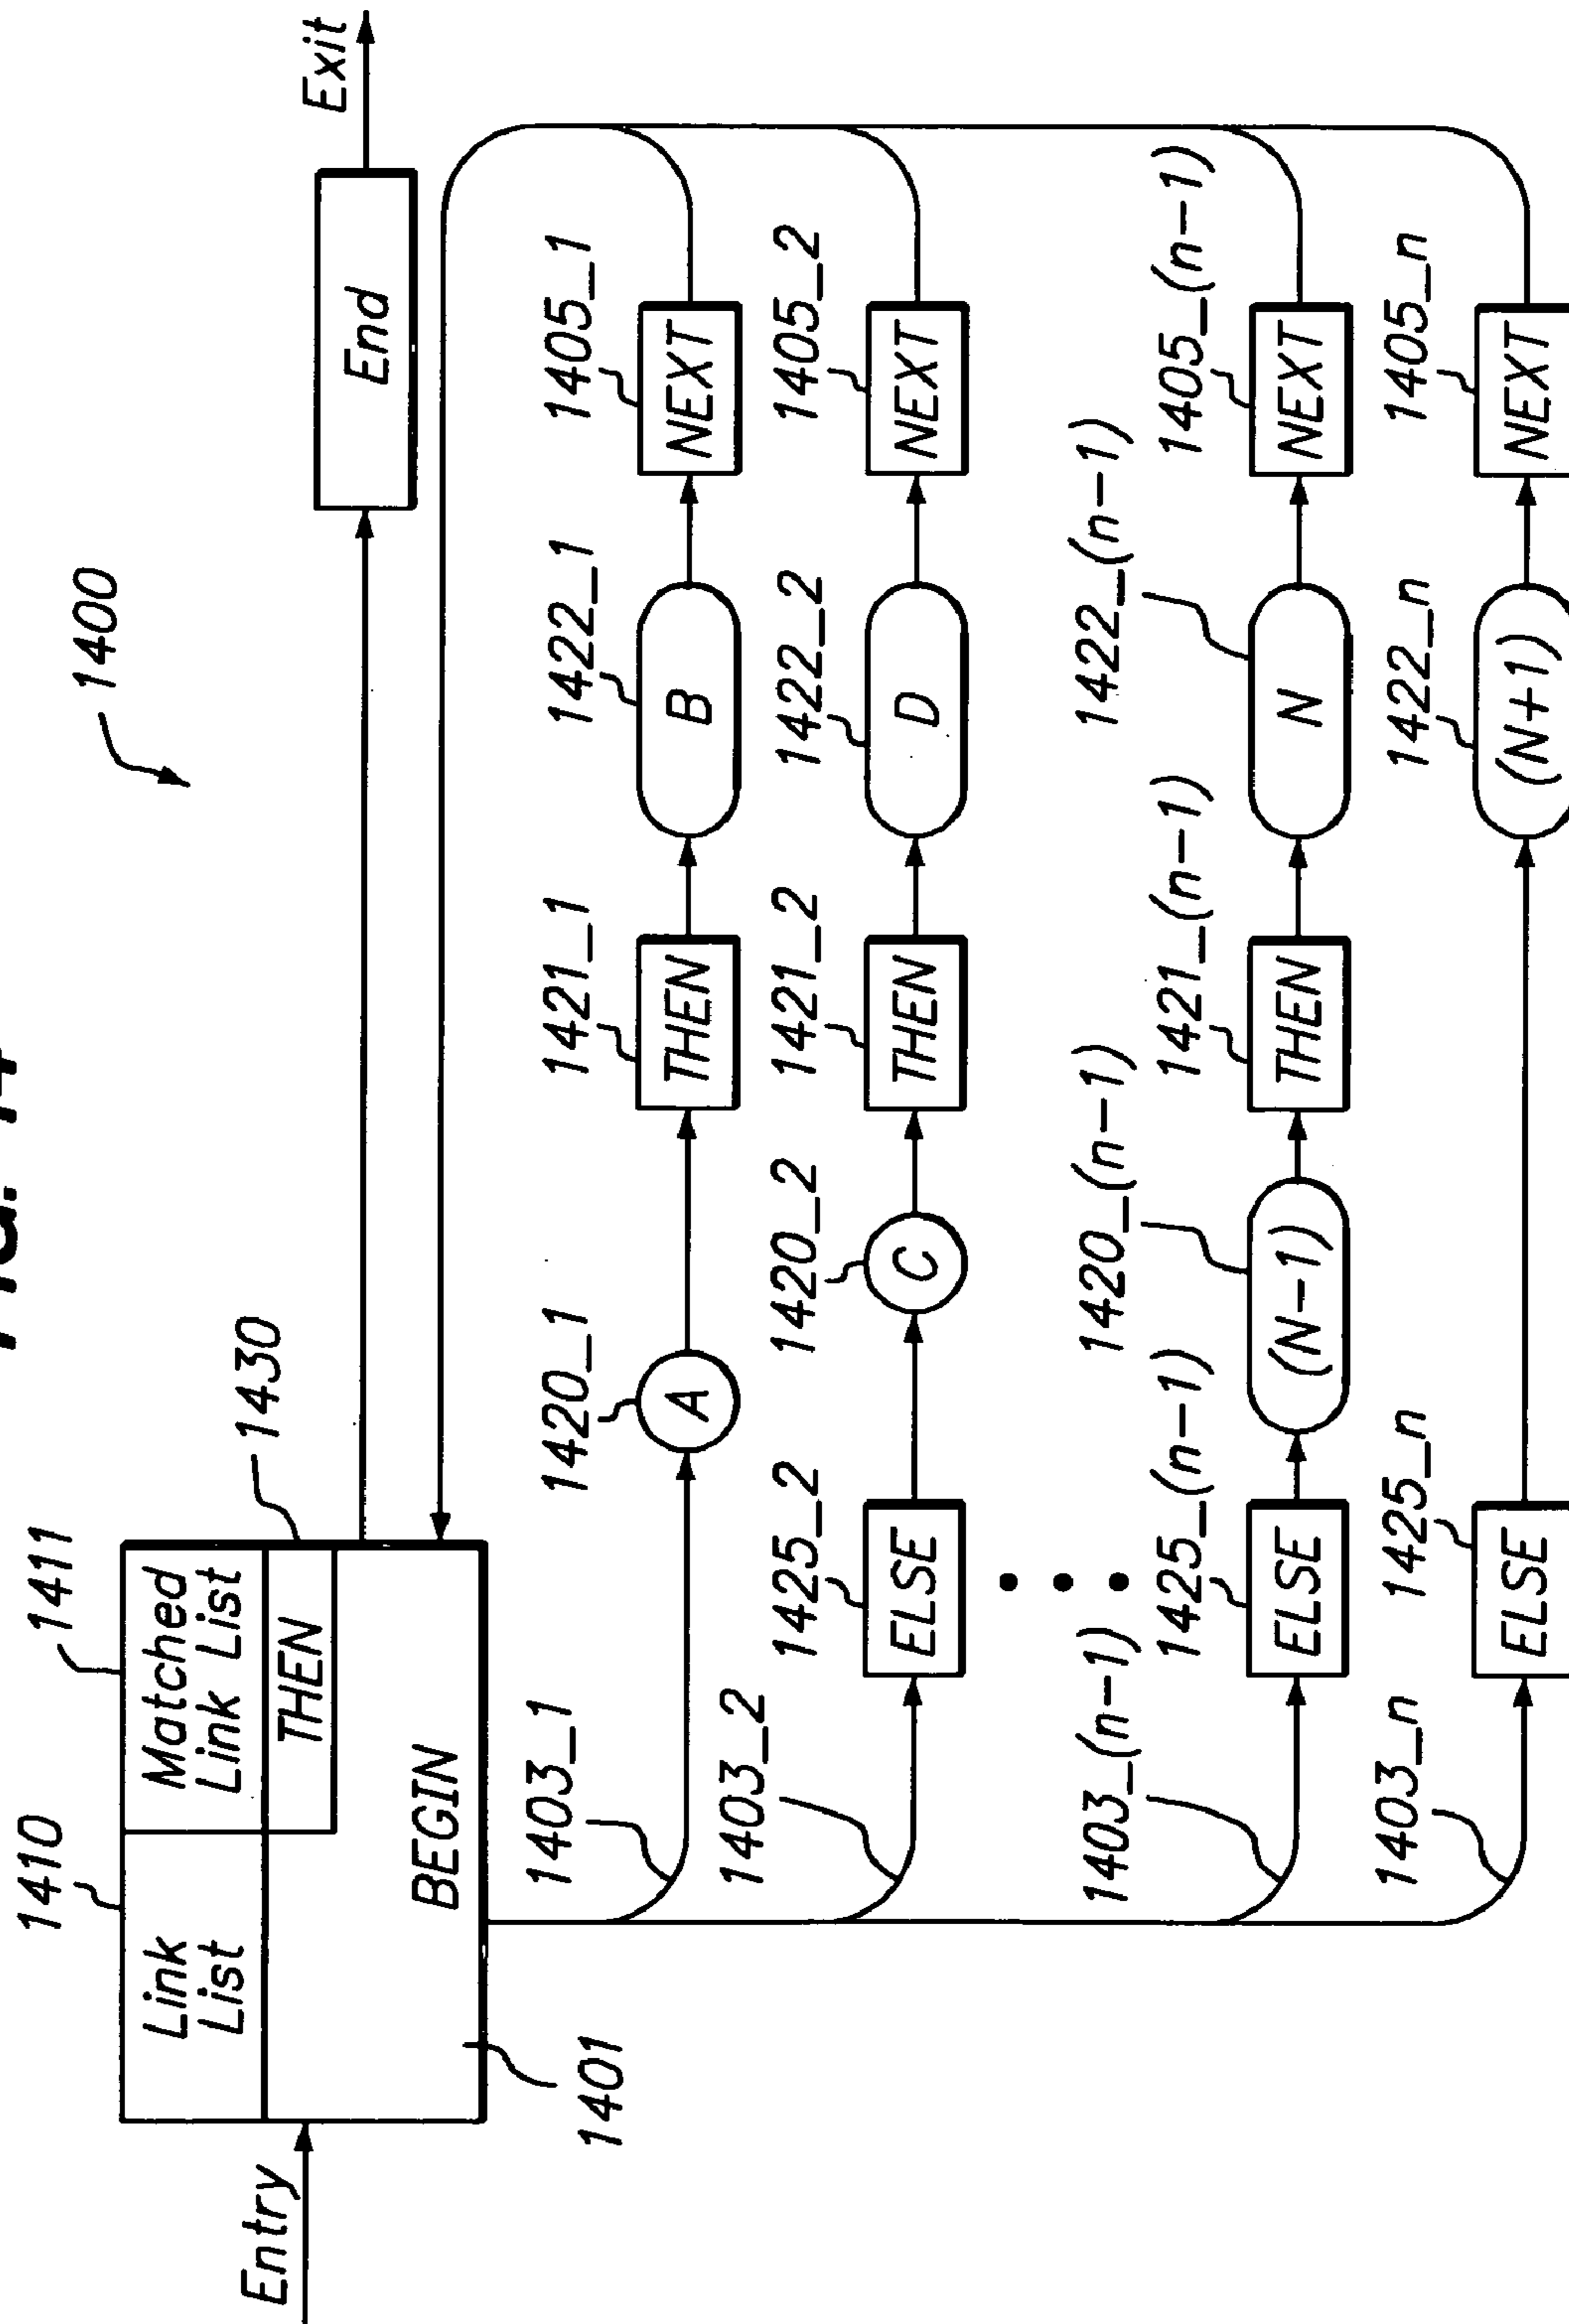 1400
1410
1411
Link
List
Matched
Link List
THEN
1430
BEGIN
1401
Entry
End
Exit
1403_1
1420_1
A
1421_1
THEN
1422_1
B
1405_1
NEXT
1403_2
1425_2
ELSE
1420_2
C
1421_2
THEN
1422_2
D
1405_2
NEXT
1403_(n-1)
1425_(n-1)
ELSE
1420_(n-1)
(N-1)
1421_(n-1)
THEN
1422_(n-1)
N
1405_(n-1)
NEXT
1403_n
1425_n
ELSE
1422_n
(N+1)
1405_n
NEXT